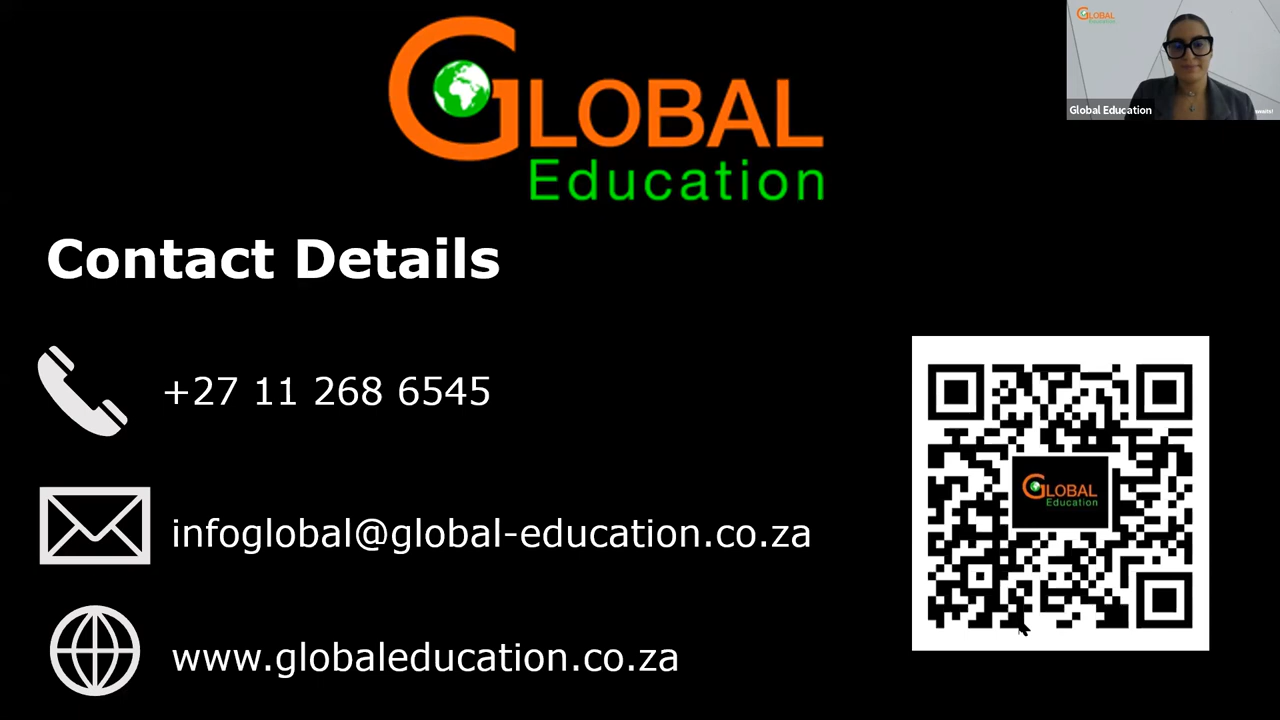 GLOBAL
Education
GLOBAL
Education
Global Education
Contact Details
+27 11 268 6545
infoglobal@global-education.co.za
www.globaleducation.co.za
GLOBAL
Education